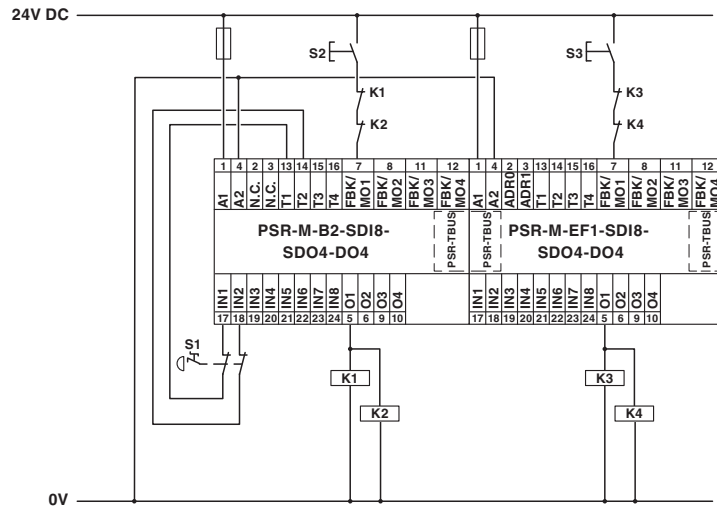 24V DC
S2
S3
K1
K3
K2
K4
1 4 2 3 13 14 15 16 7 8 11 12 1 4 2 3 13 14 15 16 7 8 11 12
A1 A2 N.C. N.C. T1 T2 T3 T4 FBK/MO1 FBK/MO2 FBK/MO3 FBK/MO4 A1 A2 ADR0 ADR1 T1 T2 T3 T4 FBK/MO1 FBK/MO2 FBK/MO3 FBK/MO4
PSR-M-B2-SDI8-
SDO4-DO4
PSR-TBUS
PSR-TBUS
PSR-M-EF1-SDI8-
SDO4-DO4
PSR-TBUS
IN1 IN2 IN3 IN4 IN5 IN6 IN7 IN8 O1 O2 O3 O4 IN1 IN2 IN3 IN4 IN5 IN6 IN7 IN8 O1 O2 O3 O4
17 18 19 20 21 22 23 24 5 6 9 10 17 18 19 20 21 22 23 24 5 6 9 10
S1
K1
K3
K2
K4
0V